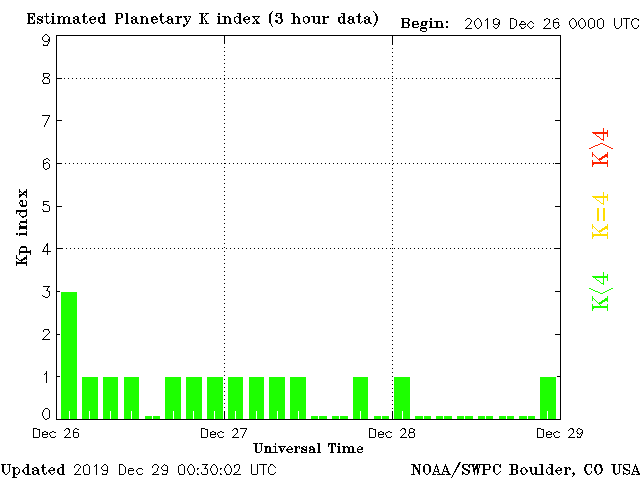 Estimated Planetary K index (3 hour data) Begin: 2019 Dec 26 0000 UTC
9
8
7
6
5
4
3
2
1
0
Kp index
K>4
K=4
K<4
Dec 26 Dec 27 Dec 28 Dec 29
Universal Time
Updated 2019 Dec 29 00:30:02 UTC NOAA/SWPC Boulder, CO USA